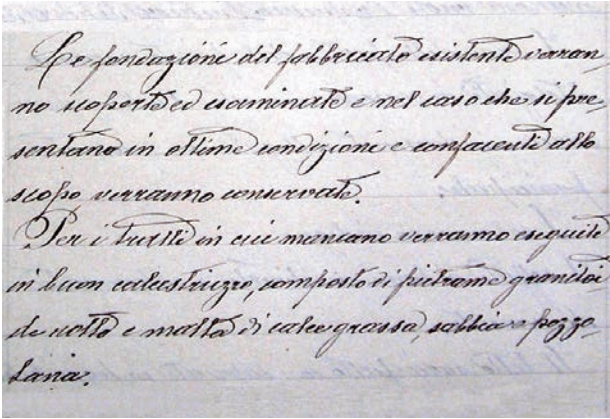 Le fondazioni del fabbricato esistente verran-
no scoperte ed esaminate e nel caso che si pre-
sentano in ottime condizioni e confacenti allo
scopo verranno conservate.
Per i tratti in cui mancano verranno eseguite
in buon calcestruzzo, composto di pietrame granitoi-
de rotto e malta di calce grassa, sabbia e pozzo-
lana.